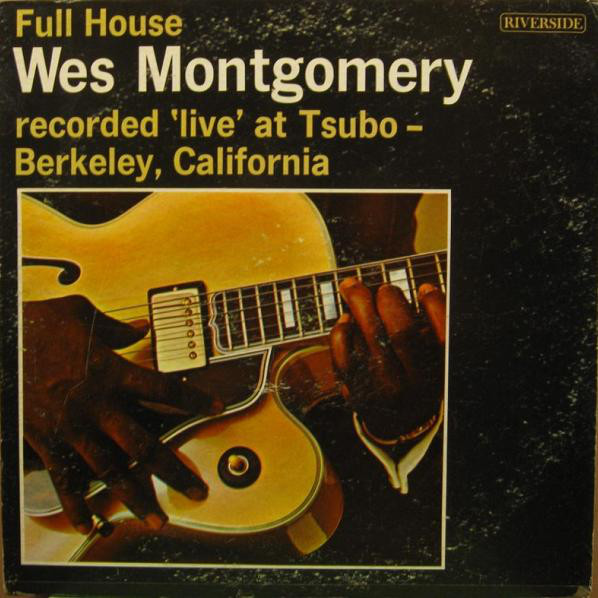 Full House
RIVERSIDE
Wes Montgomery
recorded 'live' at Tsubo –
Berkeley, California